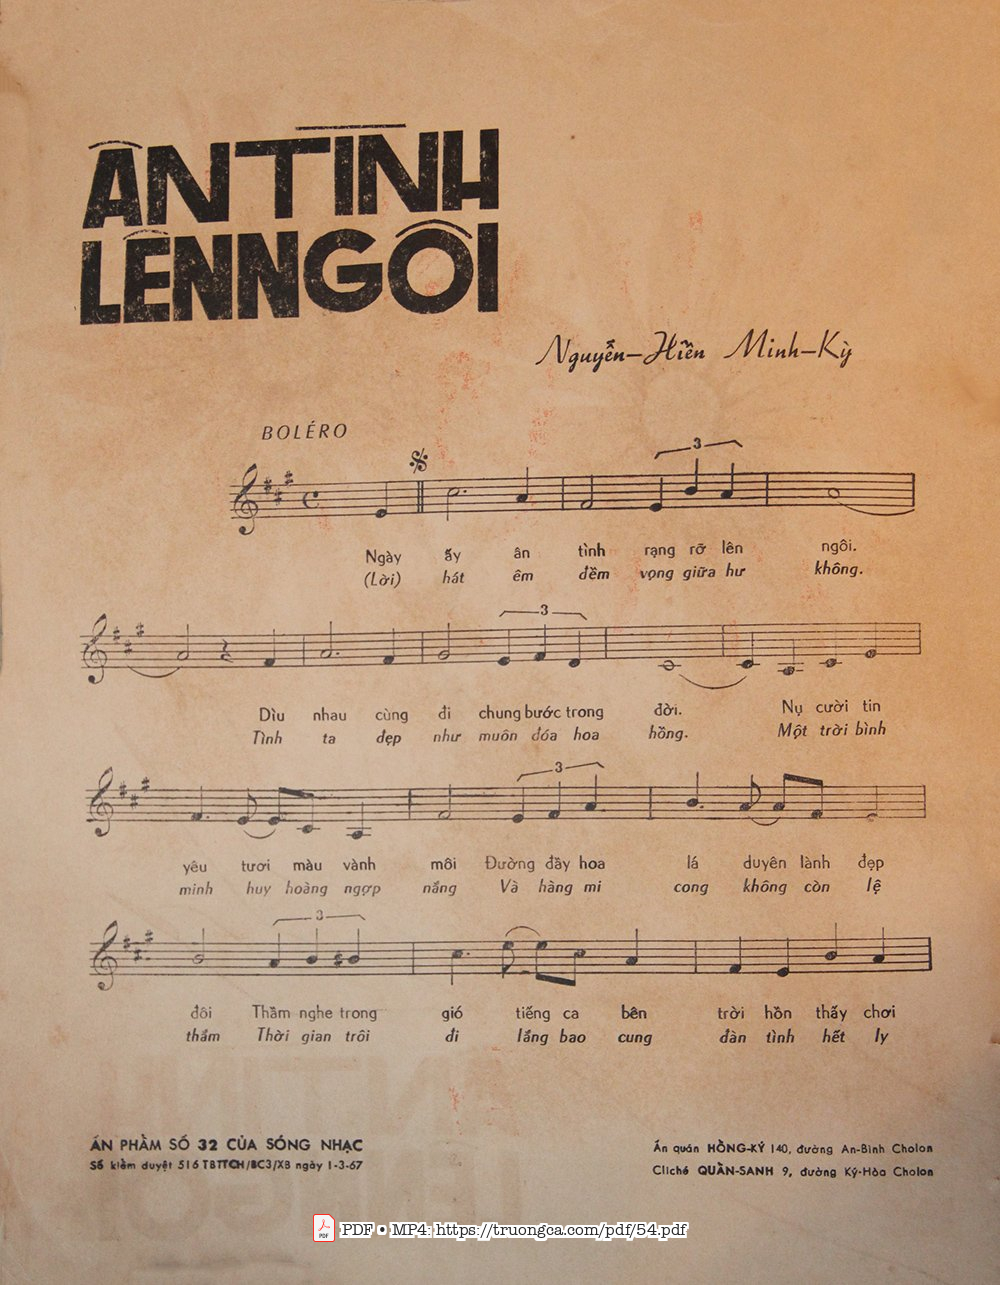 ÂN TÌNH
LÊN NGÔI
Nguyễn-Hiền Minh-Kỳ
BOLÉRO
3
Ngày ấy ân tình rạng rỡ lên ngôi.
(Lời) hát êm đềm vọng giữa hư không.
3
Dìu nhau cùng đi chung bước trong đời. Nụ cười tin
Tình ta đẹp như muôn đóa hoa hồng. Một trời bình
3
yêu tươi màu vành môi Đường đầy hoa lá duyên lành đẹp
minh huy hoàng ngợp nắng Và hàng mi cong không còn lệ
3
đôi Thầm nghe trong gió tiếng ca bên trời hồn thấy chơi
thắm Thời gian trôi đi lắng bao cung đàn tình hết ly
ẤN PHẨM SỐ 32 CỦA SÓNG NHẠC
Số kiểm duyệt 516 TBTTCH/BC3/XB ngày 1-3-67
Ấn quán HỒNG-KÝ 140, đường An-Bình Cholon
Cliché QUẦN-SANH 9, đường Ký-Hòa Cholon
PDF • MP4: https://truongca.com/pdf/54.pdf